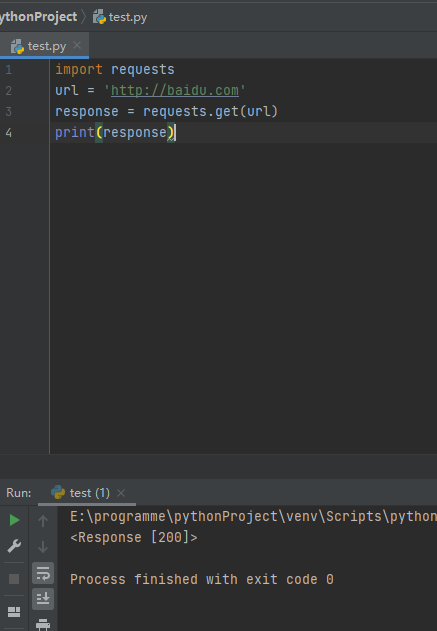 ythonProject test.py
test.py
1 import requests
2 url = 'http://baidu.com'
3 response = requests.get(url)
4 print(response)
Run: test (1)
E:\programme\pythonProject\venv\Scripts\python
<Response [200]>
Process finished with exit code 0